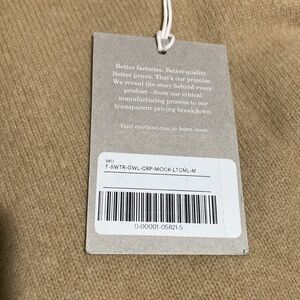 Better factories. Better quality.
Better prices. That's our promise.
We reveal the story behind every
product—from our ethical
manufacturing process to our
transparent pricing breakdown.
Visit everlane.com to learn more.
SKU
F-SWTR-GWL-CRP-MOCK-LTCML-M
D-00001-05821-S